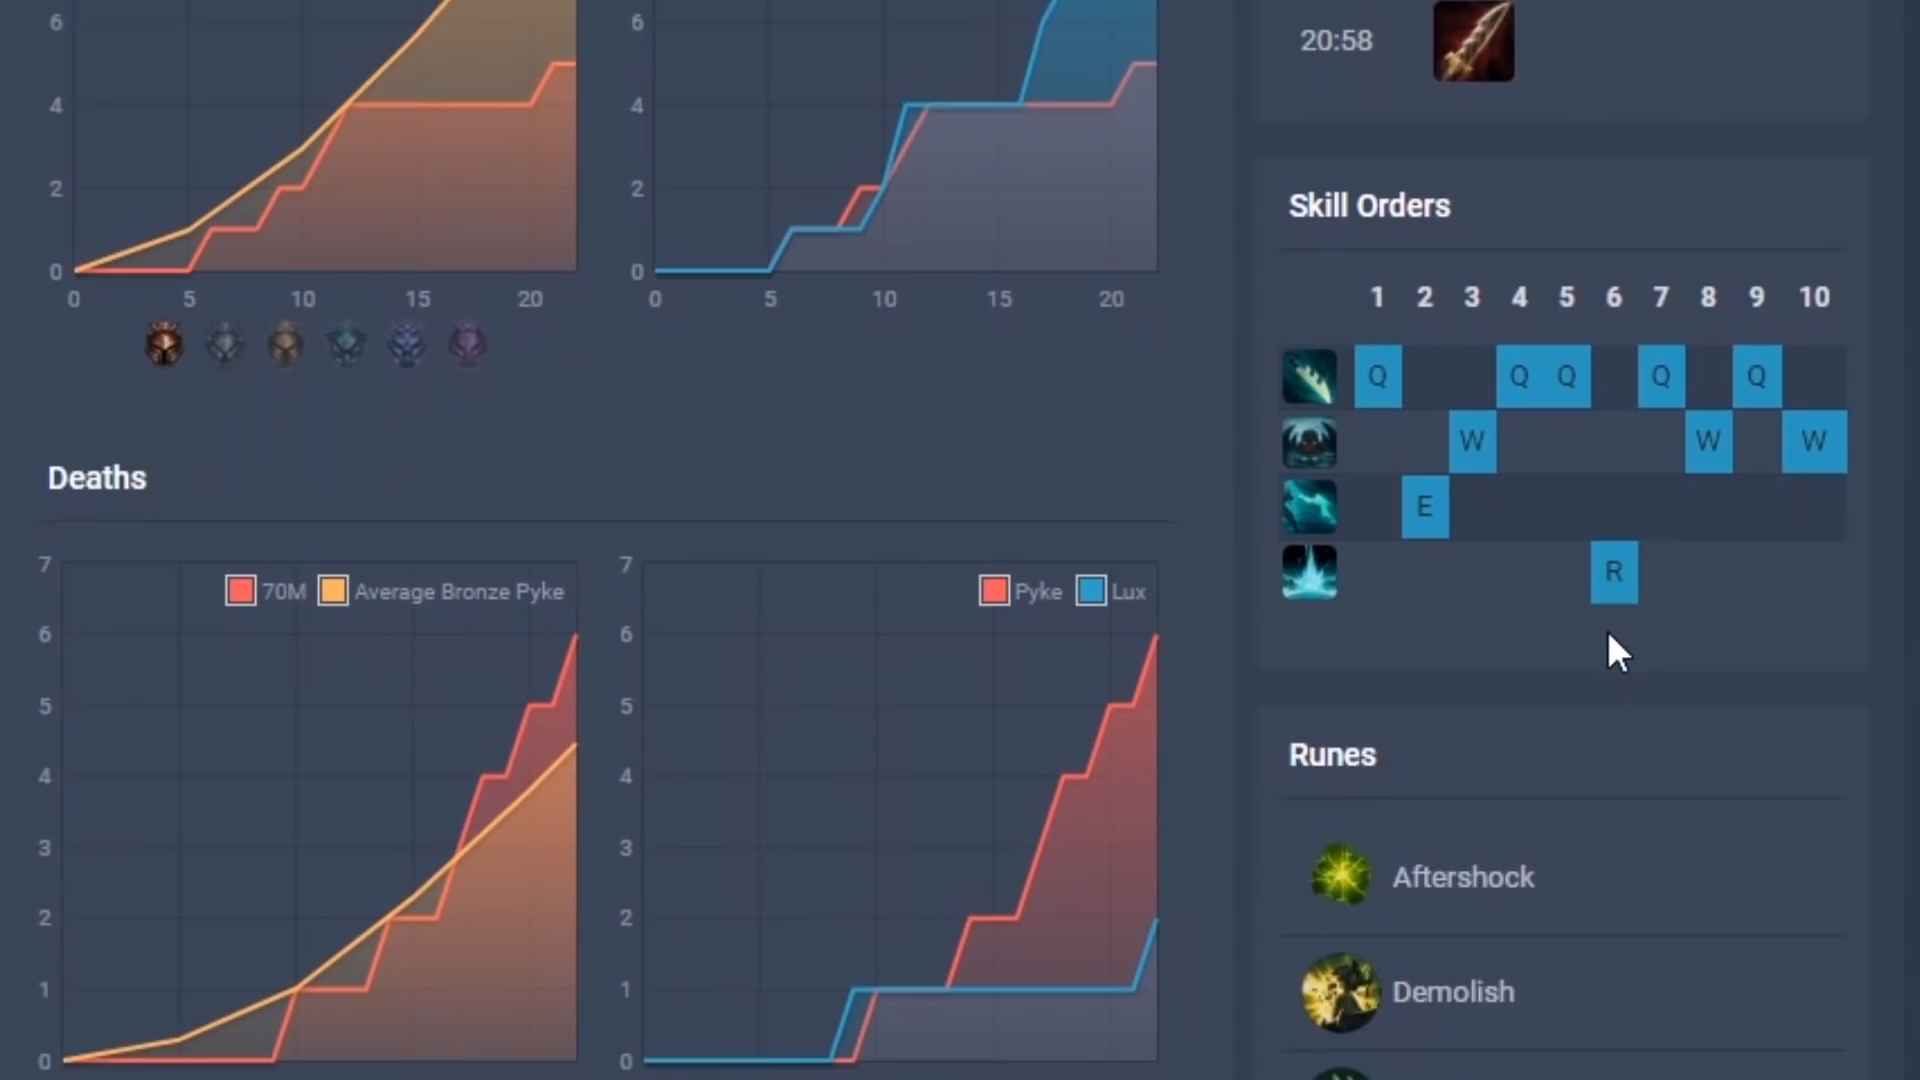 6
4
2
0
0 5 10 15 20
6
4
2
0
0 5 10 15 20
Deaths
7
6
5
4
3
2
1
0
70M Average Bronze Pyke
7
6
5
4
3
2
1
0
Pyke Lux
20:58
Skill Orders
1 2 3 4 5 6 7 8 9 10
Q Q Q Q Q
W W W
E
R
Runes
Aftershock
Demolish